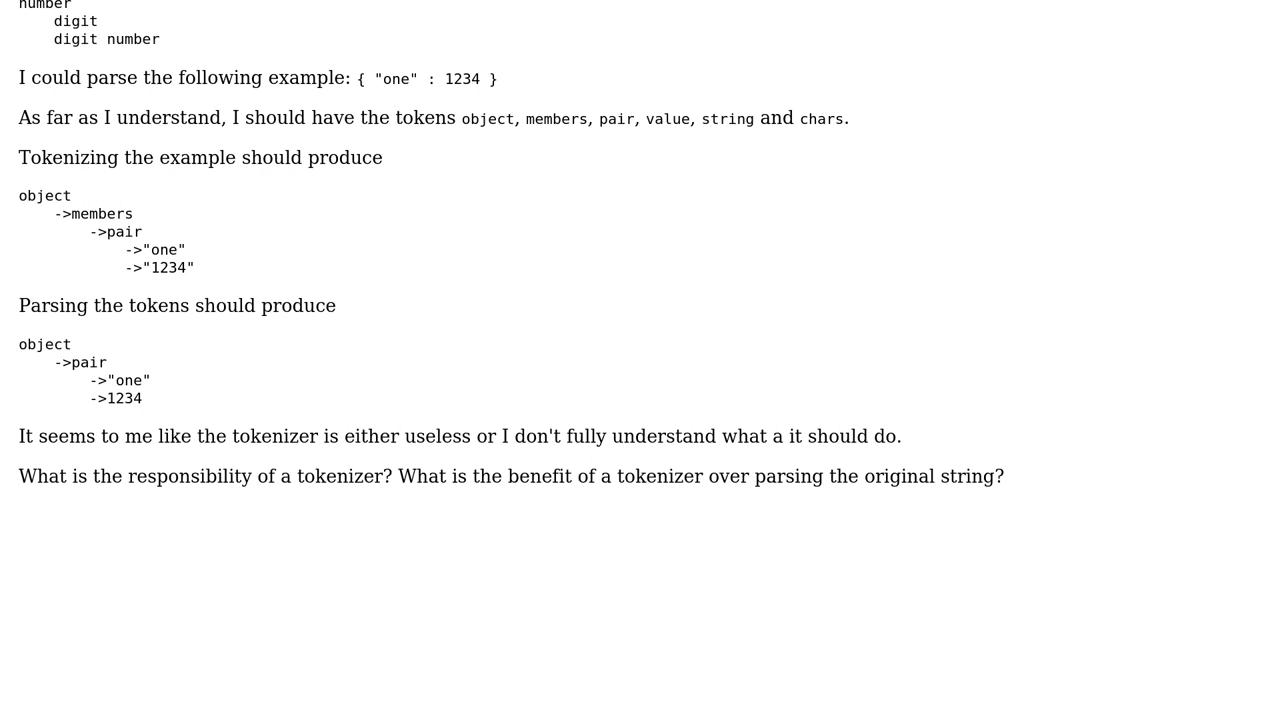 number
    digit
    digit number
I could parse the following example: { "one" : 1234 }
As far as I understand, I should have the tokens object, members, pair, value, string and chars.
Tokenizing the example should produce
object
    ->members
        ->pair
            ->"one"
            ->"1234"
Parsing the tokens should produce
object
    ->pair
        ->"one"
        ->1234
It seems to me like the tokenizer is either useless or I don't fully understand what a it should do.
What is the responsibility of a tokenizer? What is the benefit of a tokenizer over parsing the original string?